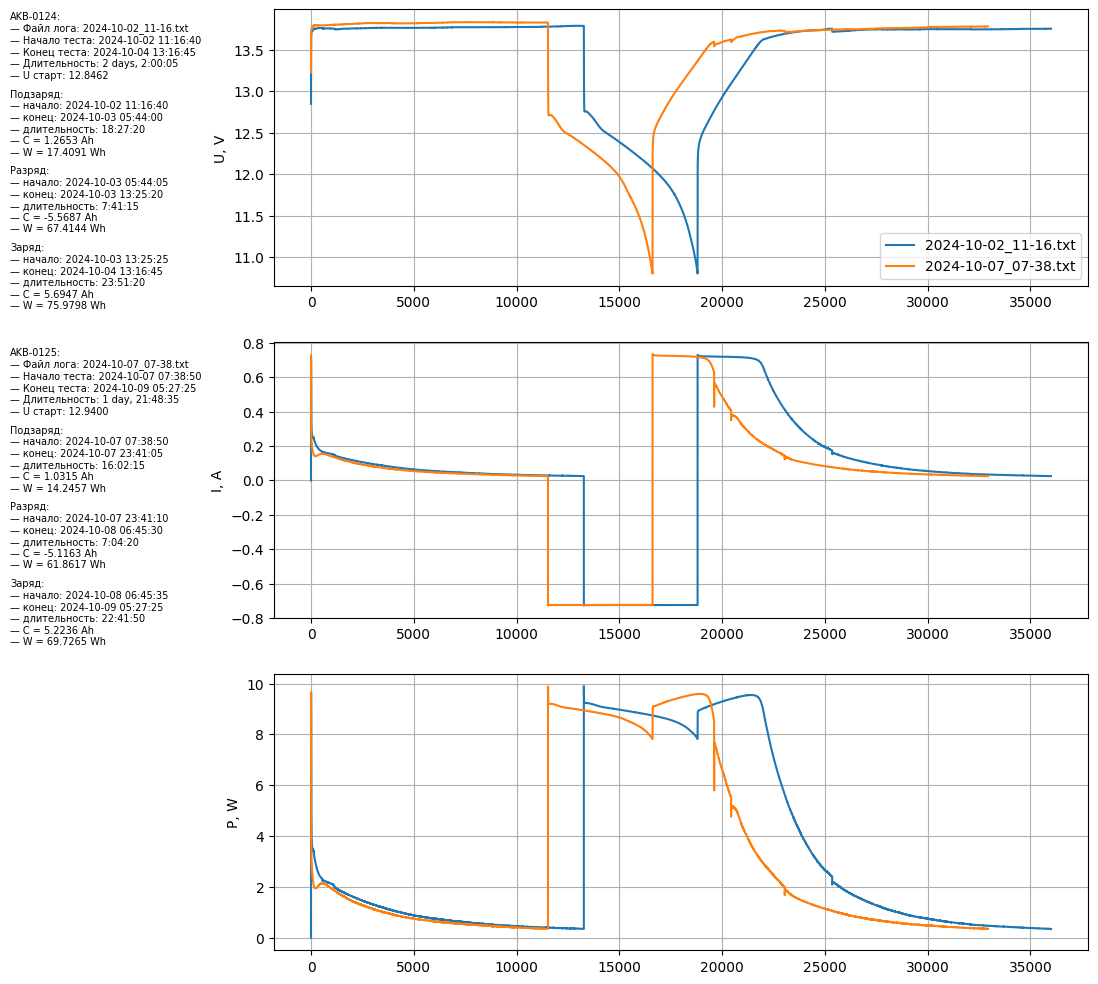 AKB-0124:
— Файл лога: 2024-10-02_11-16.txt
— Начало теста: 2024-10-02 11:16:40
— Конец теста: 2024-10-04 13:16:45
— Длительность: 2 days, 2:00:05
— U старт: 12.8462
Подзаряд:
— начало: 2024-10-02 11:16:40
— конец: 2024-10-03 05:44:00
— длительность: 18:27:20
— C = 1.2653 Ah
— W = 17.4091 Wh
Разряд:
— начало: 2024-10-03 05:44:05
— конец: 2024-10-03 13:25:20
— длительность: 7:41:15
— C = -5.5687 Ah
— W = 67.4144 Wh
Заряд:
— начало: 2024-10-03 13:25:25
— конец: 2024-10-04 13:16:45
— длительность: 23:51:20
— C = 5.6947 Ah
— W = 75.9798 Wh
AKB-0125:
— Файл лога: 2024-10-07_07-38.txt
— Начало теста: 2024-10-07 07:38:50
— Конец теста: 2024-10-09 05:27:25
— Длительность: 1 day, 21:48:35
— U старт: 12.9400
Подзаряд:
— начало: 2024-10-07 07:38:50
— конец: 2024-10-07 23:41:05
— длительность: 16:02:15
— C = 1.0315 Ah
— W = 14.2457 Wh
Разряд:
— начало: 2024-10-07 23:41:10
— конец: 2024-10-08 06:45:30
— длительность: 7:04:20
— C = -5.1163 Ah
— W = 61.8617 Wh
Заряд:
— начало: 2024-10-08 06:45:35
— конец: 2024-10-09 05:27:25
— длительность: 22:41:50
— C = 5.2236 Ah
— W = 69.7265 Wh
U, V
13.5
13.0
12.5
12.0
11.5
11.0
2024-10-02_11-16.txt
2024-10-07_07-38.txt
0 5000 10000 15000 20000 25000 30000 35000
I, A
0.8
0.6
0.4
0.2
0.0
−0.2
−0.4
−0.6
−0.8
0 5000 10000 15000 20000 25000 30000 35000
P, W
10
8
6
4
2
0
0 5000 10000 15000 20000 25000 30000 35000